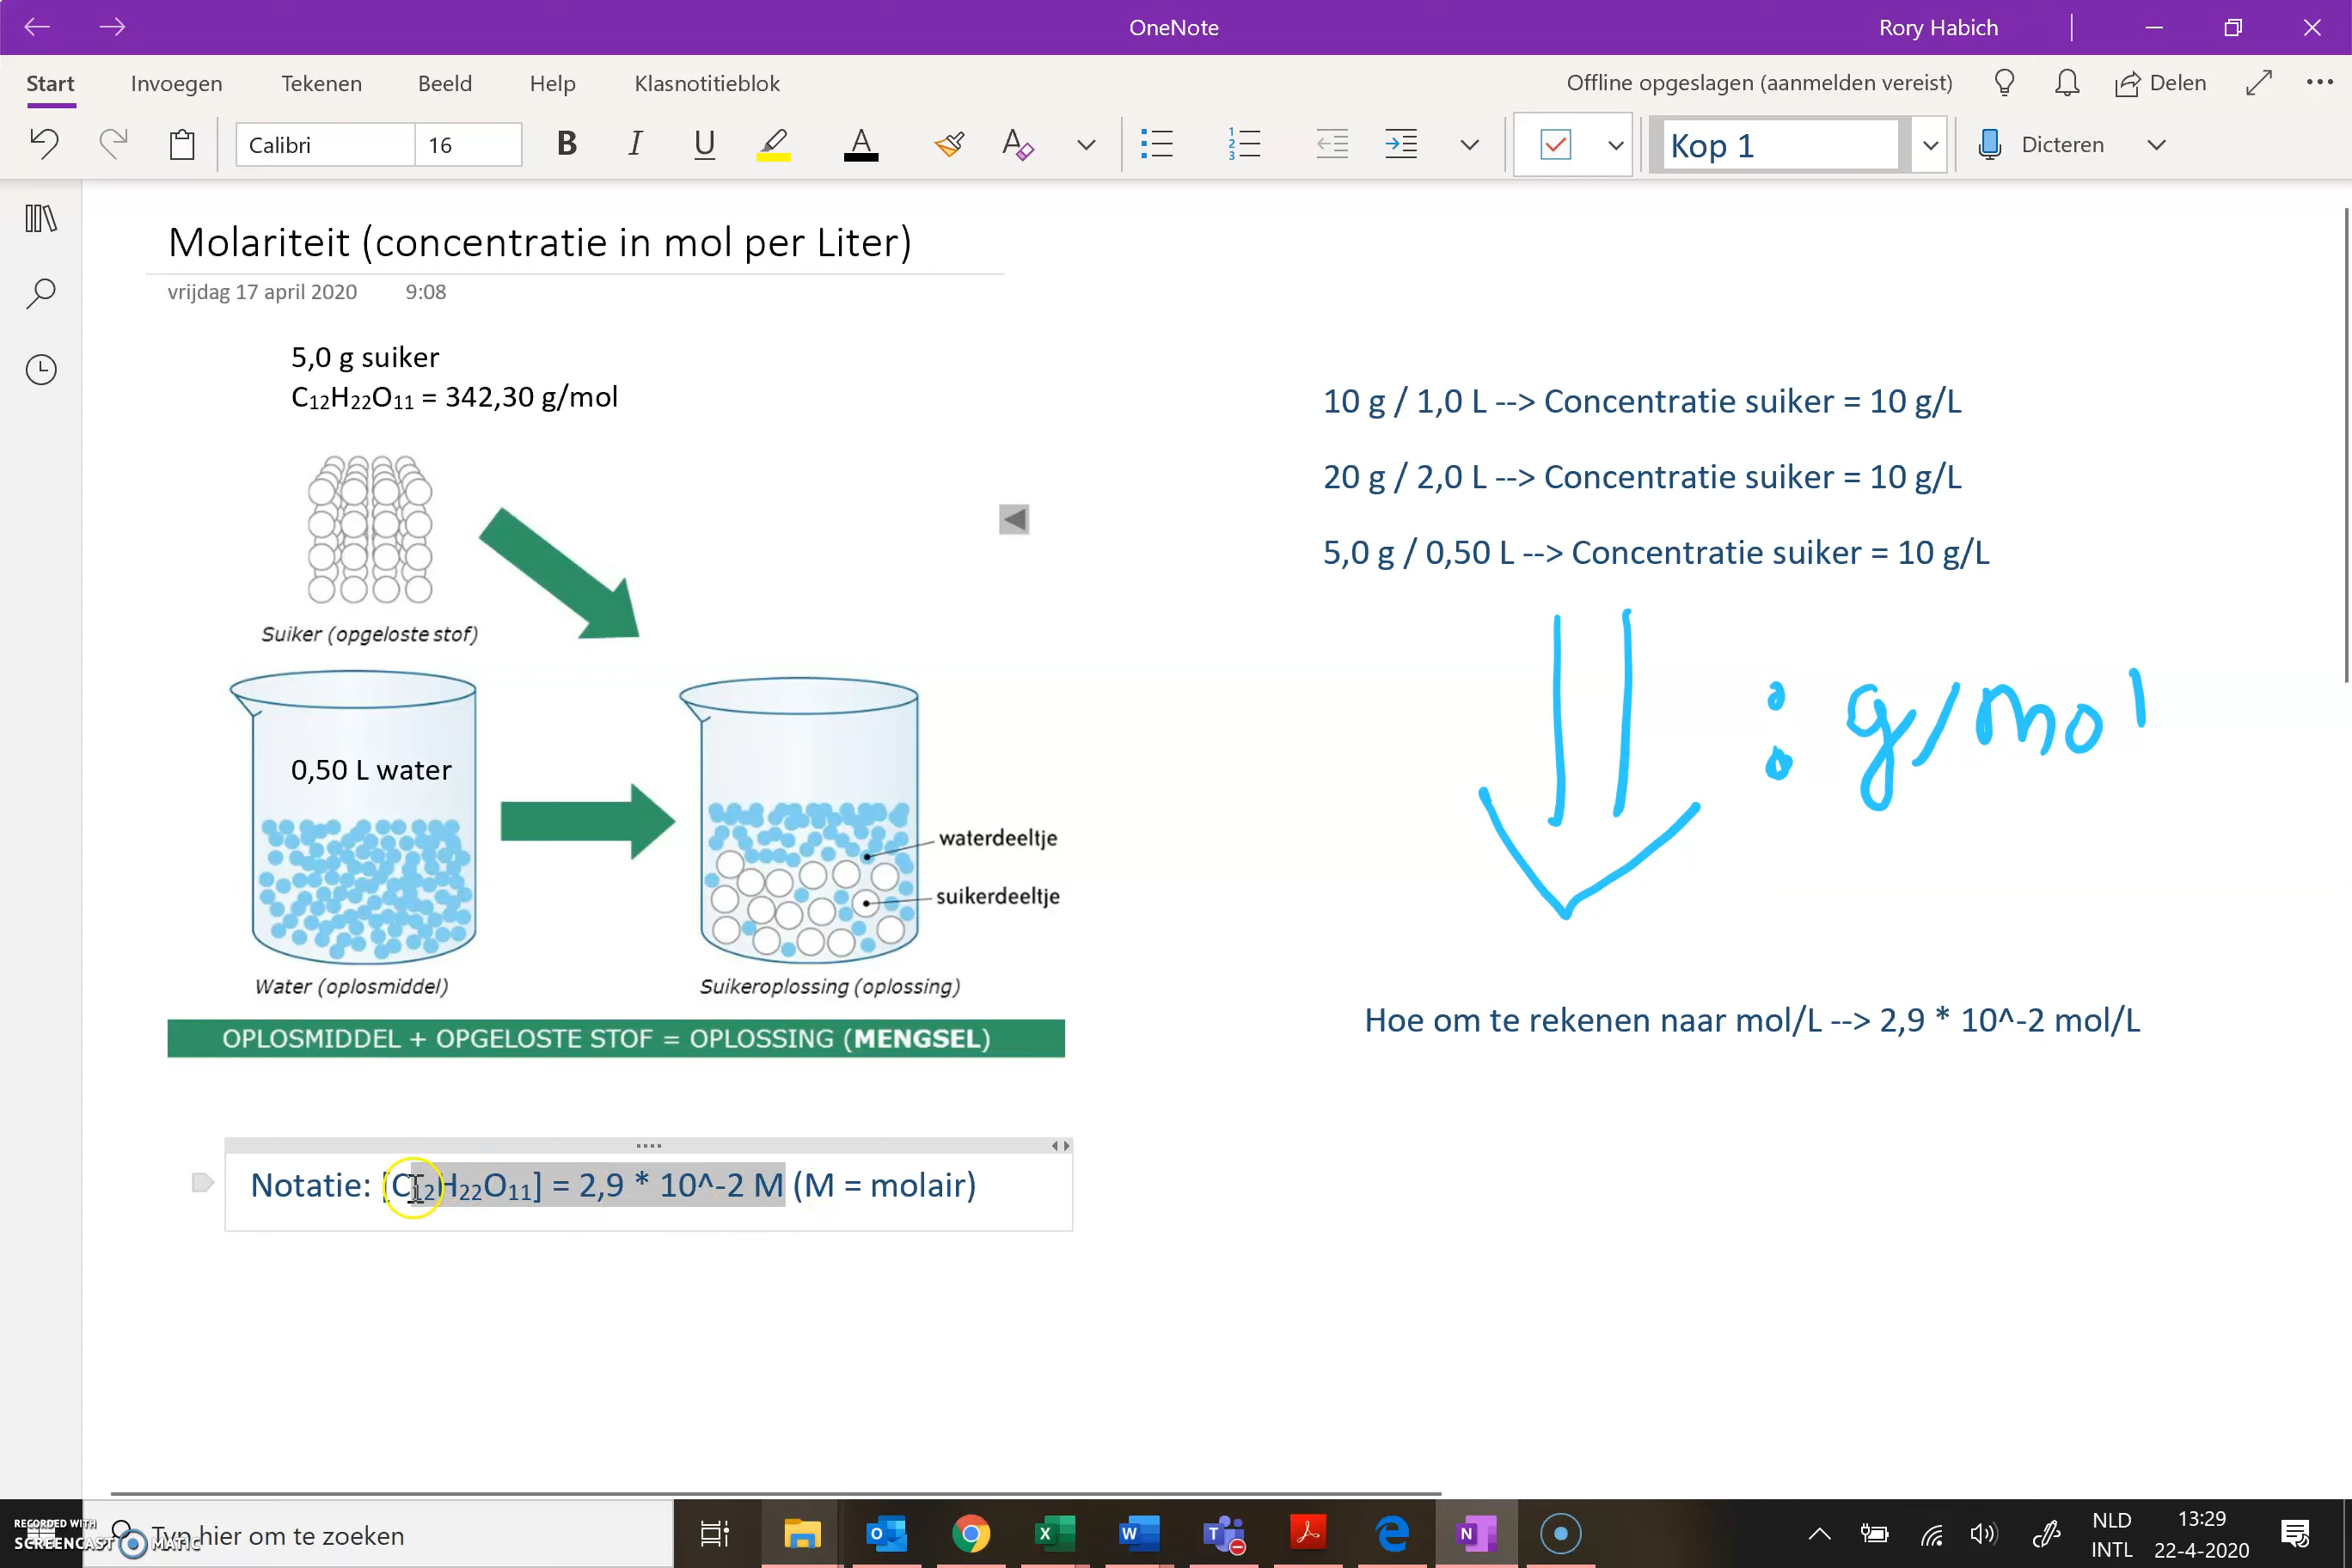 OneNote
Rory Habich
Start Invoegen Tekenen Beeld Help Klasnotitieblok
Offline opgeslagen (aanmelden vereist) Delen
Calibri 16 B I U A A Kop 1 Dicteren
Molariteit (concentratie in mol per Liter)
vrijdag 17 april 2020 9:08
5,0 g suiker
C₁₂H₂₂O₁₁ = 342,30 g/mol
Suiker (opgeloste stof)
0,50 L water
waterdeeltje
suikerdeeltje
Water (oplosmiddel)
Suikeroplossing (oplossing)
OPLOSMIDDEL + OPGELOSTE STOF = OPLOSSING (MENGSEL)
Notatie: [C₁₂H₂₂O₁₁] = 2,9 * 10^-2 M (M = molair)
10 g / 1,0 L --> Concentratie suiker = 10 g/L
20 g / 2,0 L --> Concentratie suiker = 10 g/L
5,0 g / 0,50 L --> Concentratie suiker = 10 g/L
: g/mol
Hoe om te rekenen naar mol/L --> 2,9 * 10^-2 mol/L
RECORDED WITH
SCREENCAST MATIC
Typ hier om te zoeken
NLD
INTL
13:29
22-4-2020